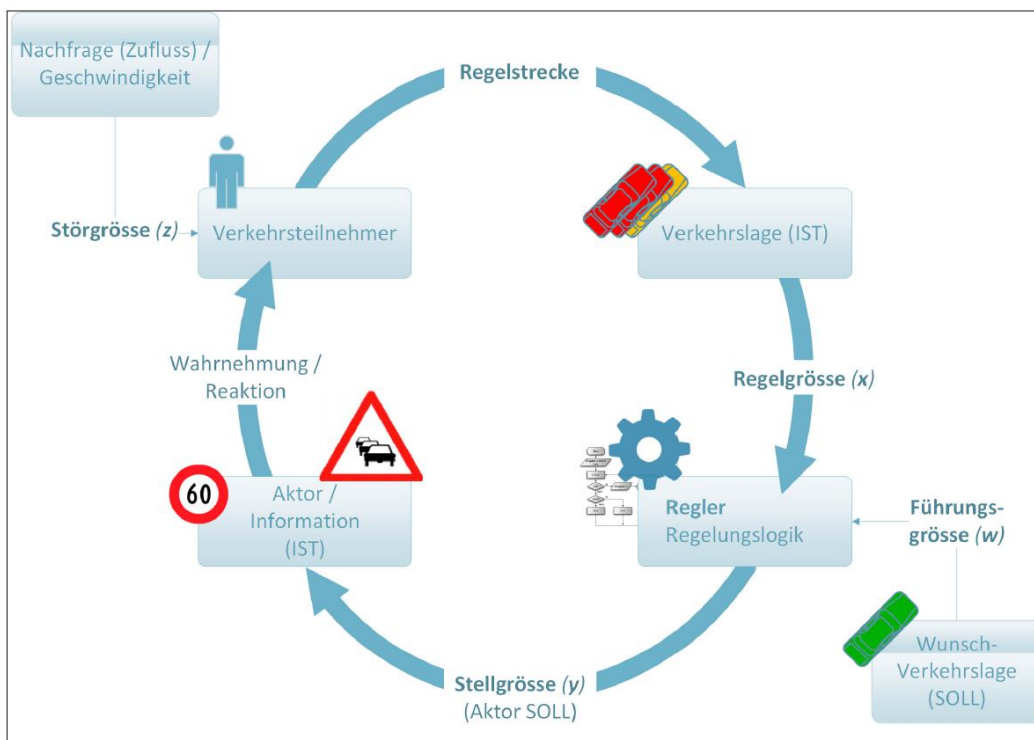 Nachfrage (Zufluss) /
Geschwindigkeit
Regelstrecke
Störgrösse (z)
Verkehrsteilnehmer
Verkehrslage (IST)
Wahrnehmung /
Reaktion
Regelgrösse (x)
60
Aktor /
Information
(IST)
Regler
Regelungslogik
Führungs-
grösse (w)
Stellgrösse (y)
(Aktor SOLL)
Wunsch-
Verkehrslage
(SOLL)